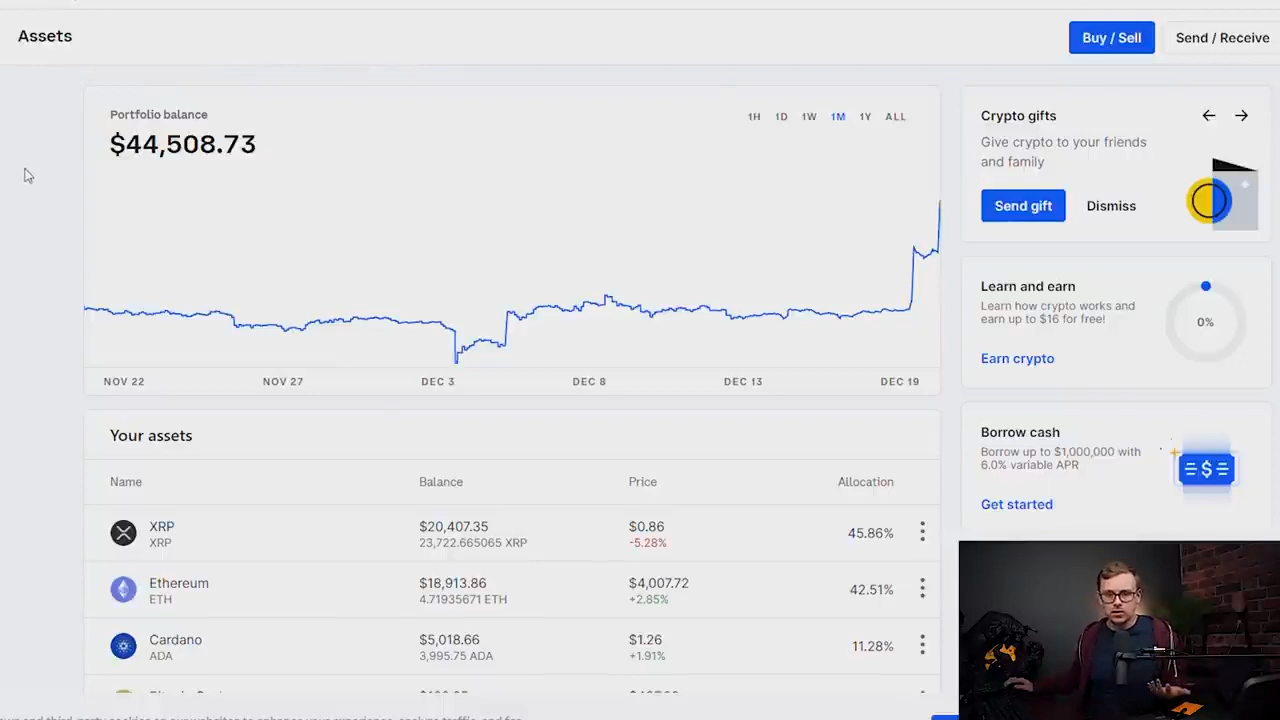 Assets
Buy / Sell
Send / Receive
Portfolio balance
$44,508.73
1H 1D 1W 1M 1Y ALL
NOV 22 NOV 27 DEC 3 DEC 8 DEC 13 DEC 19
Crypto gifts
Give crypto to your friends
and family
Send gift
Dismiss
Learn and earn
Learn how crypto works and
earn up to $16 for free!
0%
Earn crypto
Borrow cash
Borrow up to $1,000,000 with
6.0% variable APR
$
Get started
Your assets
Name Balance Price Allocation
XRP $20,407.35 $0.86 45.86%
XRP 23,722.665065 XRP -5.28%
Ethereum $18,913.86 $4,007.72 42.51%
ETH 4.71935671 ETH +2.85%
Cardano $5,018.66 $1.26 11.28%
ADA 3,995.75 ADA +1.91%